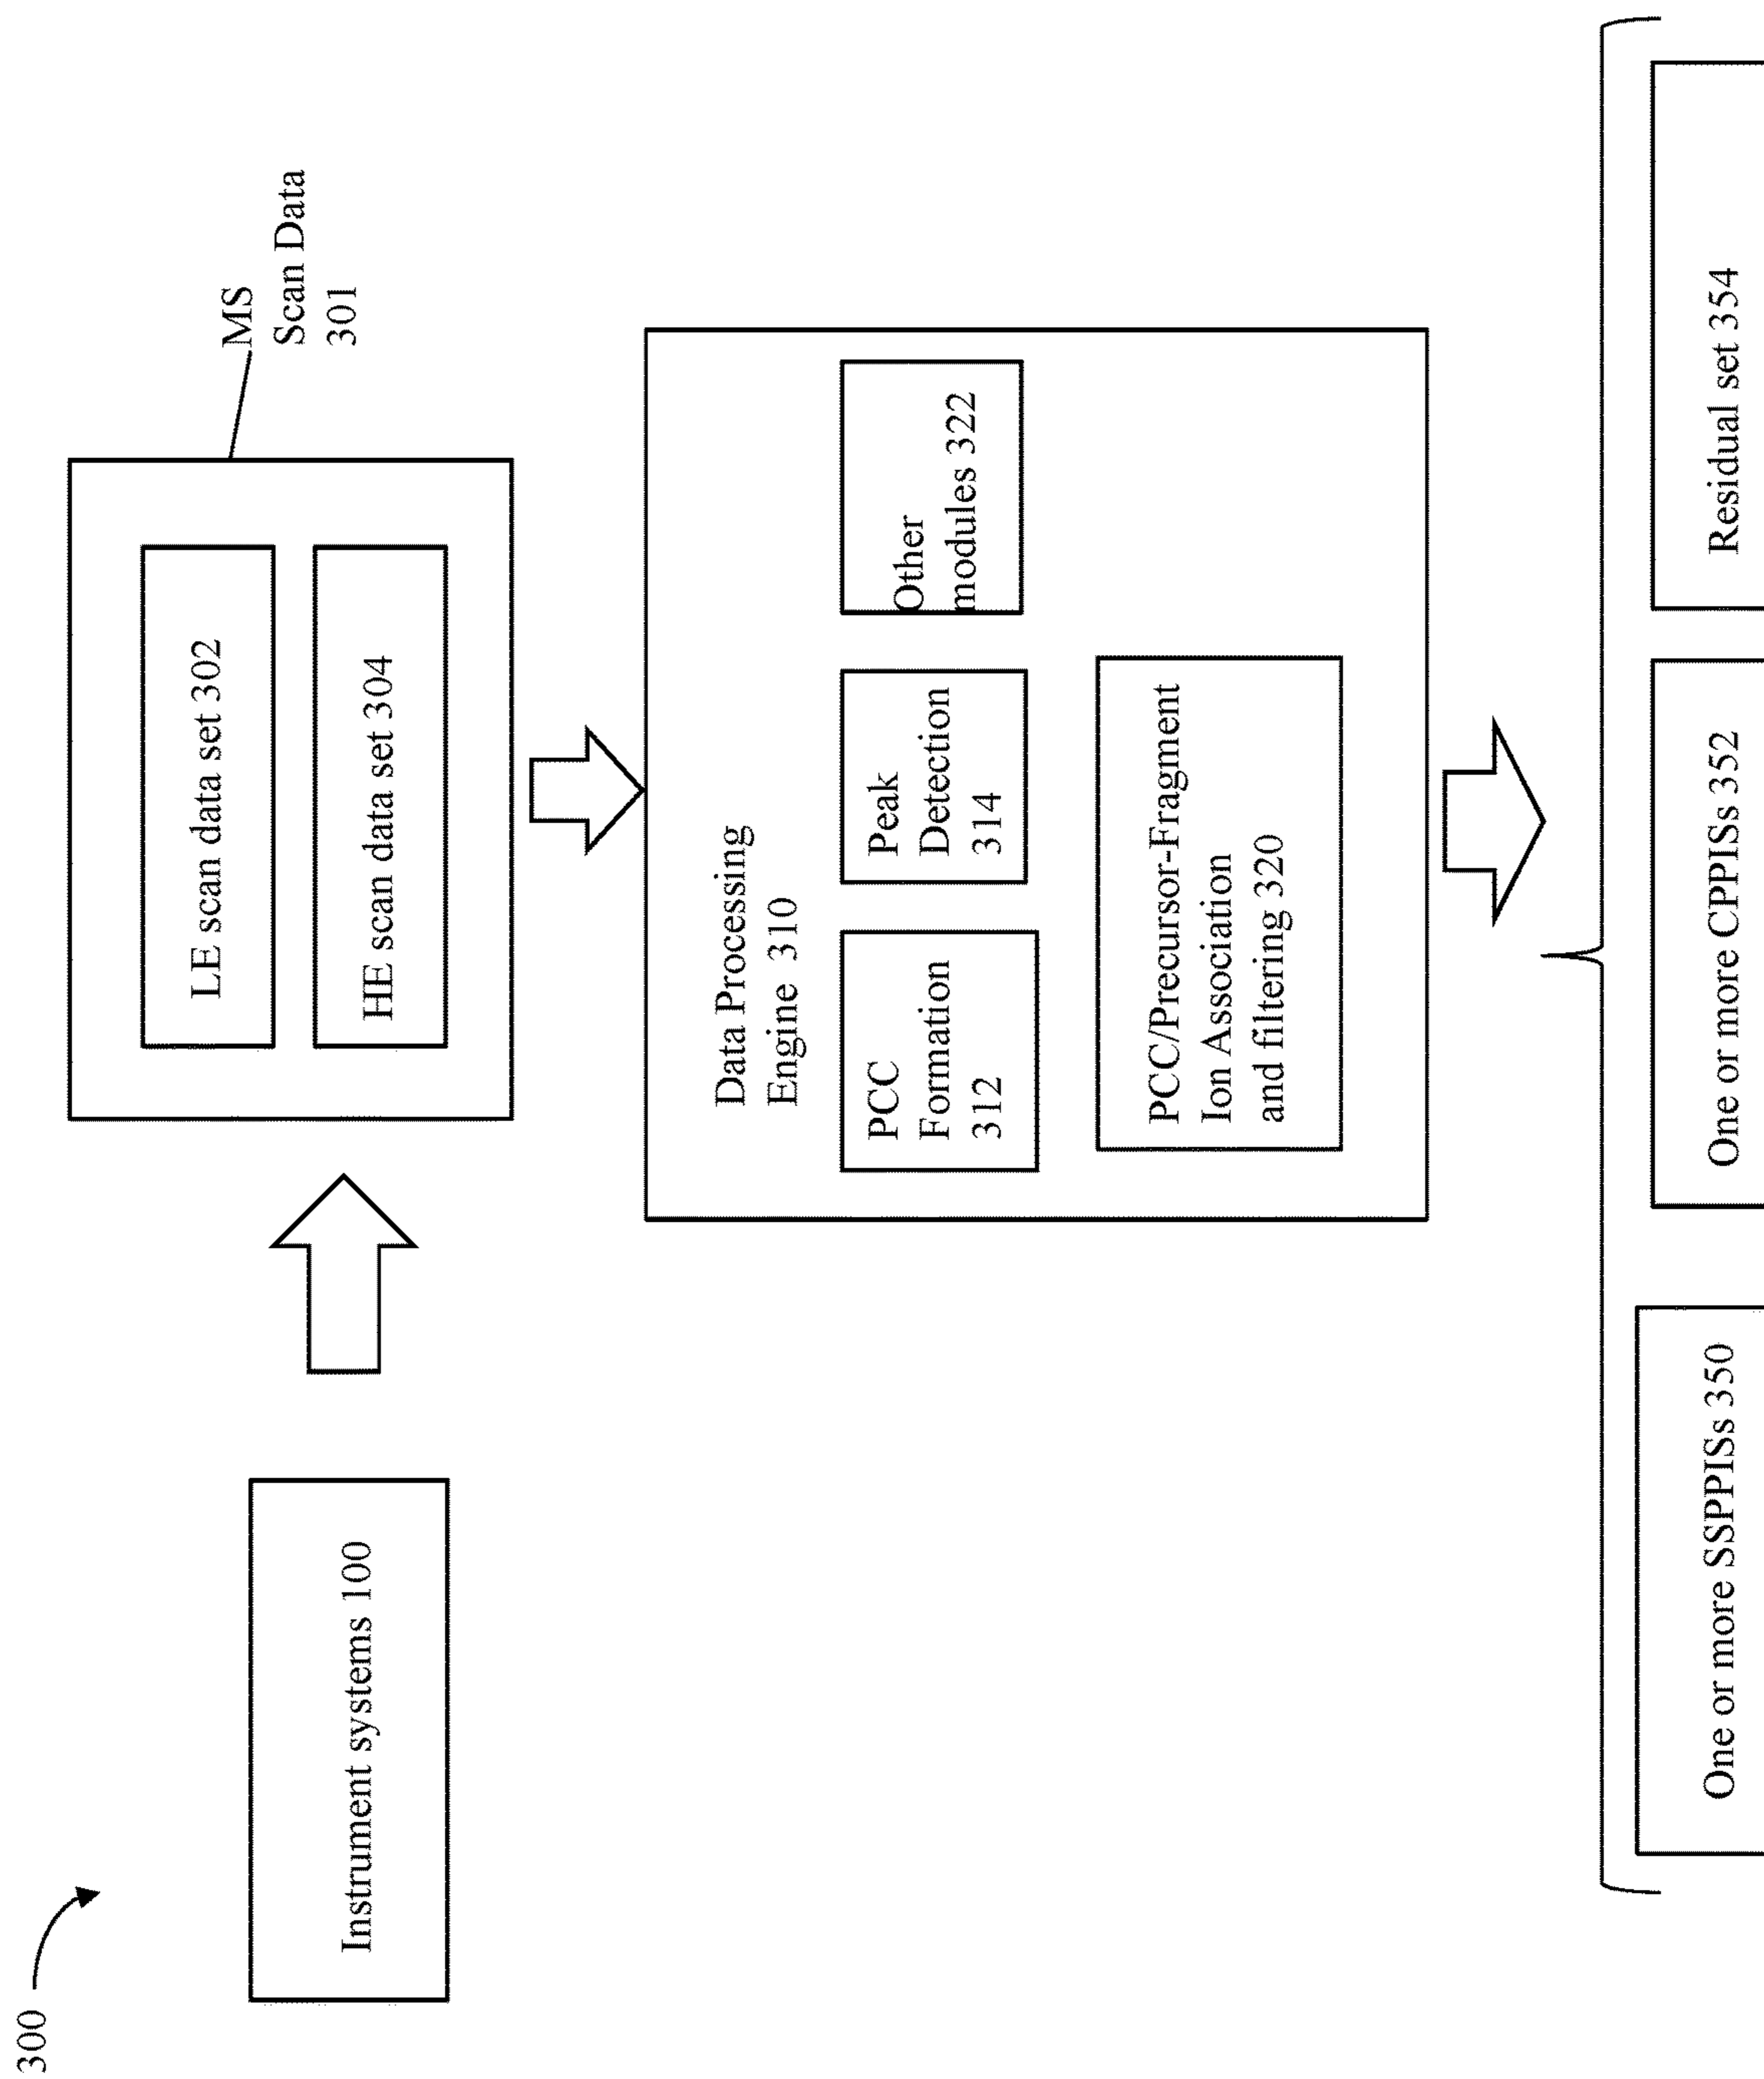 300
Instrument systems 100
LE scan data set 302
HE scan data set 304
MS
Scan Data
301
Data Processing
Engine 310
PCC
Formation
312
Peak
Detection
314
Other
modules 322
PCC/Precursor-Fragment
Ion Association
and filtering 320
One or more SSPPISs 350
One or more CPPISs 352
Residual set 354